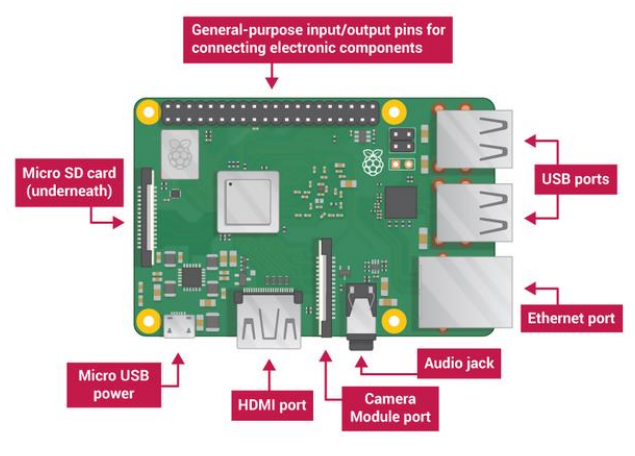 General-purpose input/output pins for
connecting electronic components
Micro SD card
(underneath)
USB ports
Ethernet port
Audio jack
Micro USB
power
HDMI port
Camera
Module port